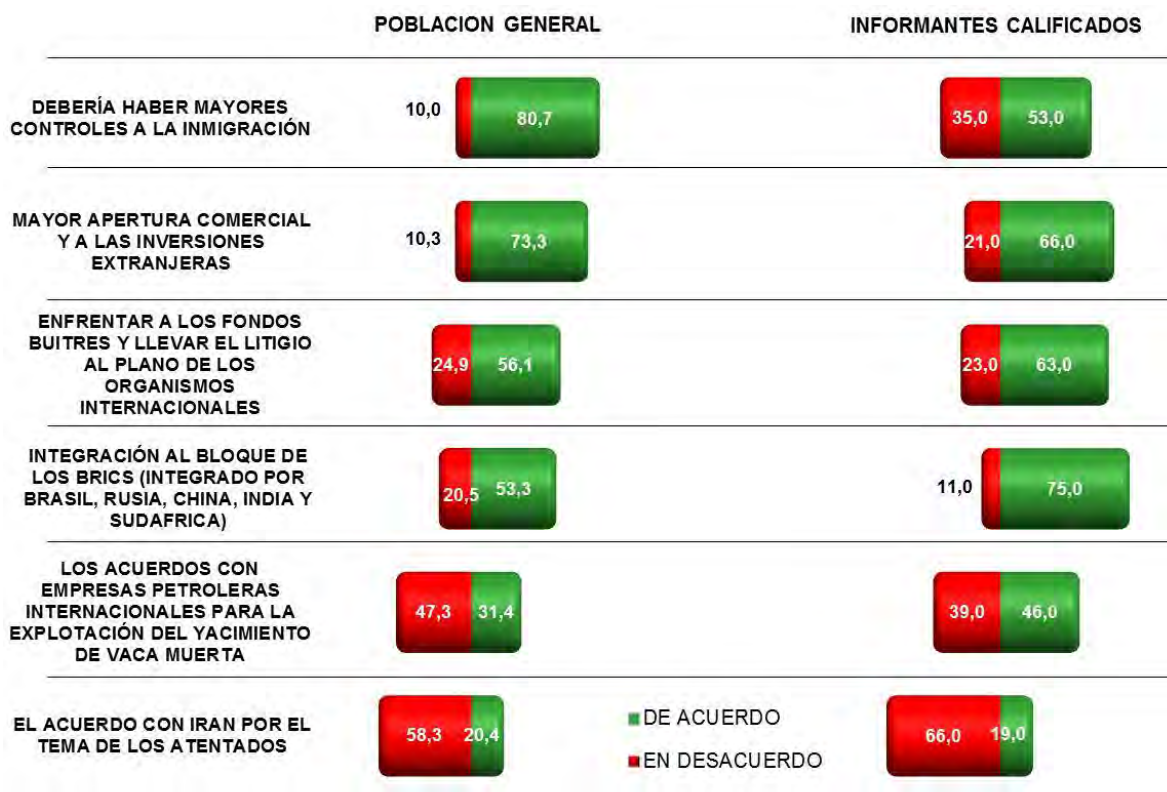 POBLACION GENERAL
INFORMANTES CALIFICADOS
DEBERÍA HABER MAYORES
CONTROLES A LA INMIGRACIÓN
10,0
80,7
35,0
53,0
MAYOR APERTURA COMERCIAL
Y A LAS INVERSIONES
EXTRANJERAS
10,3
73,3
21,0
66,0
ENFRENTAR A LOS FONDOS
BUITRES Y LLEVAR EL LITIGIO
AL PLANO DE LOS
ORGANISMOS
INTERNACIONALES
24,9
56,1
23,0
63,0
INTEGRACIÓN AL BLOQUE DE
LOS BRICS (INTEGRADO POR
BRASIL, RUSIA, CHINA, INDIA Y
SUDAFRICA)
20,5
53,3
11,0
75,0
LOS ACUERDOS CON
EMPRESAS PETROLERAS
INTERNACIONALES PARA LA
EXPLOTACIÓN DEL YACIMIENTO
DE VACA MUERTA
47,3
31,4
39,0
46,0
EL ACUERDO CON IRAN POR EL
TEMA DE LOS ATENTADOS
58,3
20,4
DE ACUERDO
EN DESACUERDO
66,0
19,0